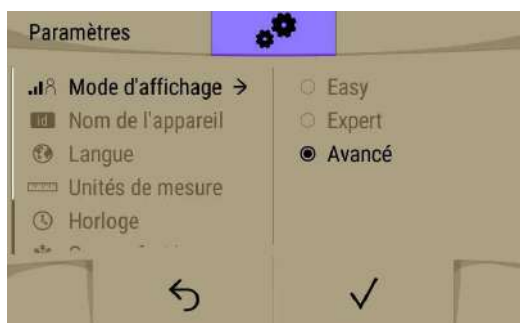 Paramètres
Mode d'affichage →
Easy
Id Nom de l'appareil
Expert
Langue
Avancé
Unités de mesure
Horloge